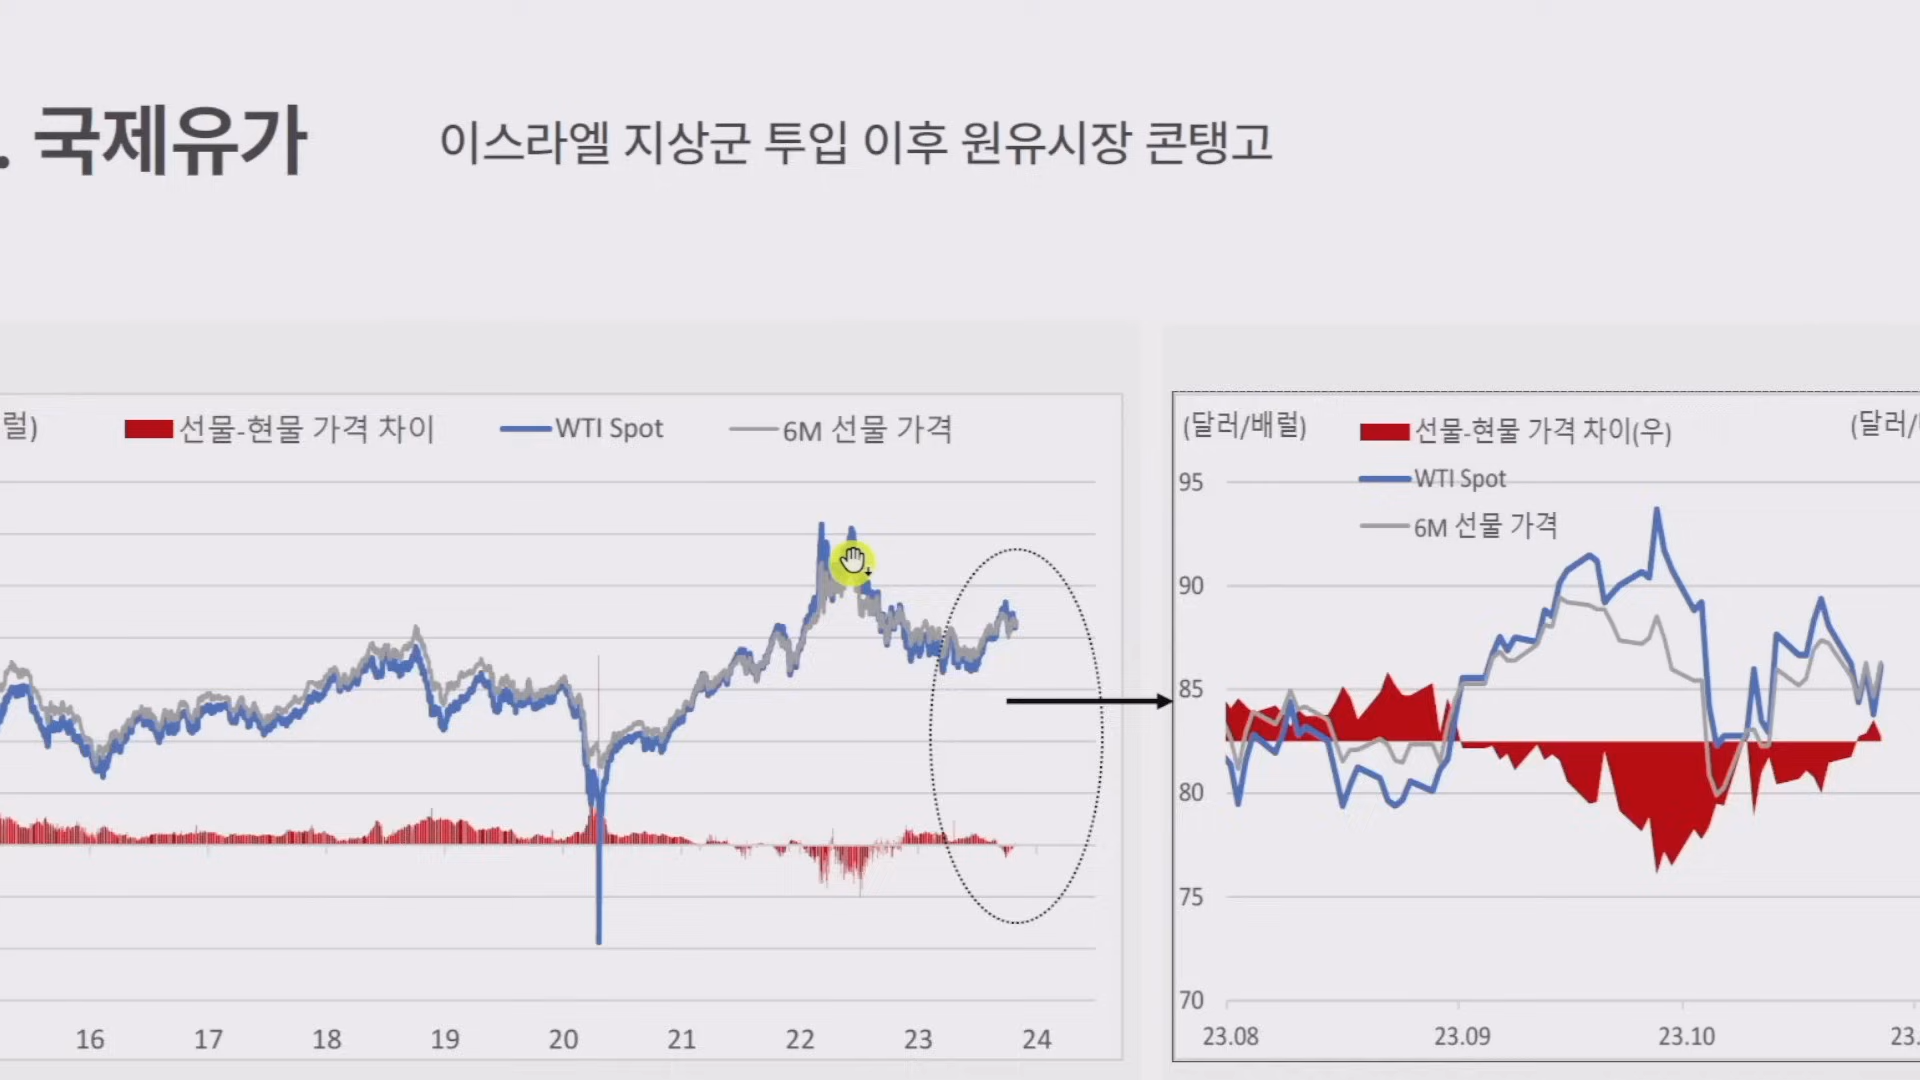 . 국제유가
이스라엘 지상군 투입 이후 원유시장 콘탱고
럴)
선물-현물 가격 차이
WTI Spot
6M 선물 가격
16 17 18 19 20 21 22 23 24
(달러/배럴)
선물-현물 가격 차이(우)
(달러/
95
WTI Spot
6M 선물 가격
90
85
80
75
70
23.08 23.09 23.10 23.